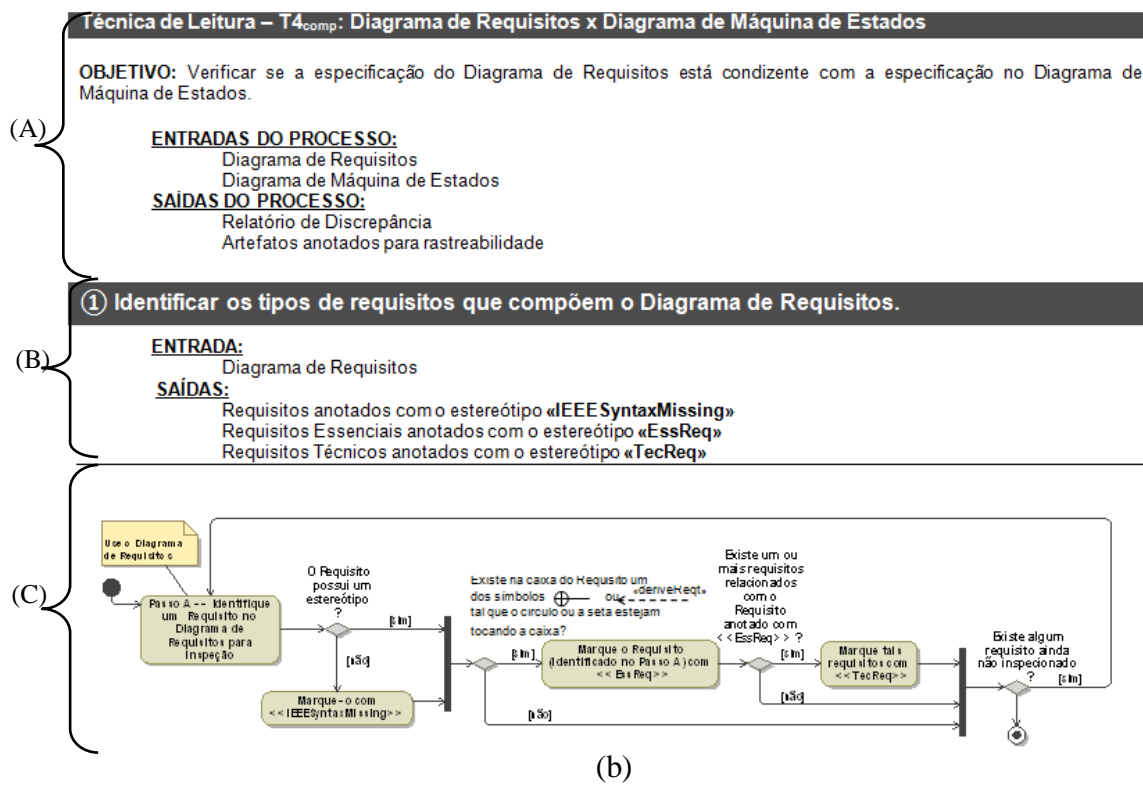 Técnica de Leitura – T4comp: Diagrama de Requisitos x Diagrama de Máquina de Estados
OBJETIVO: Verificar se a especificação do Diagrama de Requisitos está condizente com a especificação no Diagrama de
Máquina de Estados.
(A)
ENTRADAS DO PROCESSO:
Diagrama de Requisitos
Diagrama de Máquina de Estados
SAÍDAS DO PROCESSO:
Relatório de Discrepância
Artefatos anotados para rastreabilidade
① Identificar os tipos de requisitos que compõem o Diagrama de Requisitos.
(B)
ENTRADA:
Diagrama de Requisitos
SAÍDAS:
Requisitos anotados com o estereótipo «IEEESyntaxMissing»
Requisitos Essenciais anotados com o estereótipo «EssReq»
Requisitos Técnicos anotados com o estereótipo «TecReq»
(C)
Use o Diagrama
de Requisitos
Passo A -- Identifique
um Requisito no
Diagrama de
Requisitos para
Inspeção
O Requisito
possui um
estereótipo
?
[sim]
[não]
Marque-o com
<<IEEESyntaxMissing>>
Existe na caixa do Requisito um
dos símbolos ou «deriveReqt»
tal que o círculo ou a seta estejam
tocando a caixa?
[sim]
[não]
Marque o Requisito
(Identificado no Passo A) com
<<EssReq>>
Existe um ou
mais requisitos
relacionados
com o
Requisito
anotado com
<<EssReq>> ?
[sim]
[não]
Marque tais
requisitos com
<<TecReq>>
Existe algum
requisito ainda
não inspecionado
?
[sim]
(b)